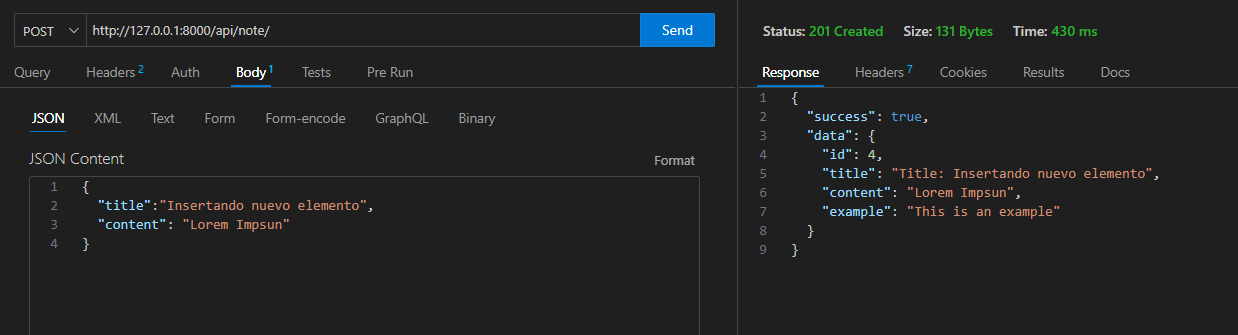 POST http://127.0.0.1:8000/api/note/ Send
Query Headers 2 Auth Body 1 Tests Pre Run
JSON XML Text Form Form-encode GraphQL Binary
JSON Content Format
1 {
2 "title":"Insertando nuevo elemento",
3 "content": "Lorem Impsun"
4 }
Status: 201 Created Size: 131 Bytes Time: 430 ms
Response Headers 7 Cookies Results Docs
1 {
2 "success": true,
3 "data": {
4 "id": 4,
5 "title": "Title: Insertando nuevo elemento",
6 "content": "Lorem Impsun",
7 "example": "This is an example"
8 }
9 }